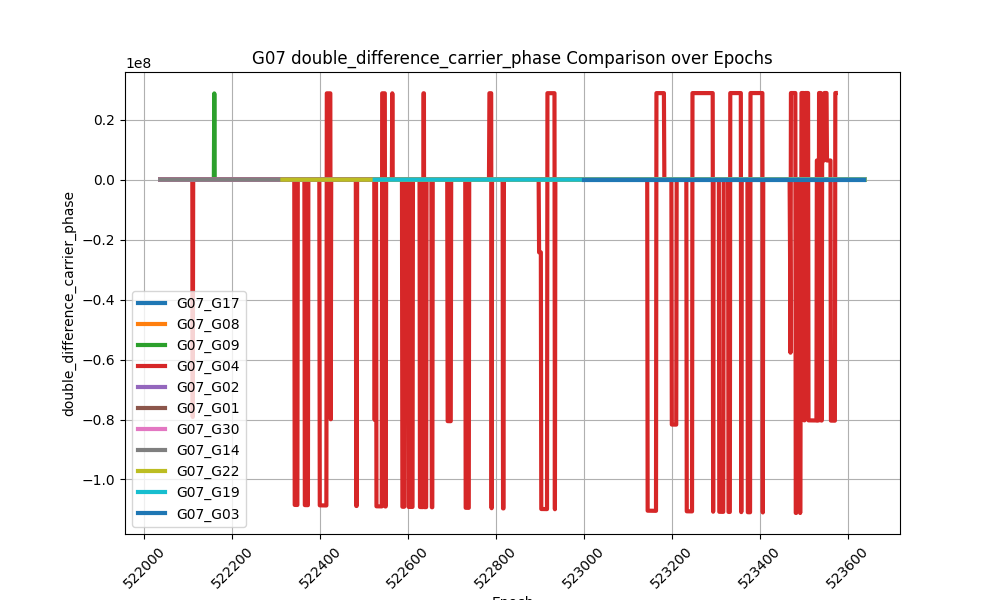 G07 double_difference_carrier_phase Comparison over Epochs
1e8
0.2
0.0
−0.2
−0.4
−0.6
−0.8
−1.0
double_difference_carrier_phase
G07_G17
G07_G08
G07_G09
G07_G04
G07_G02
G07_G01
G07_G30
G07_G14
G07_G22
G07_G19
G07_G03
522000
522200
522400
522600
522800
523000
523200
523400
523600
Epoch